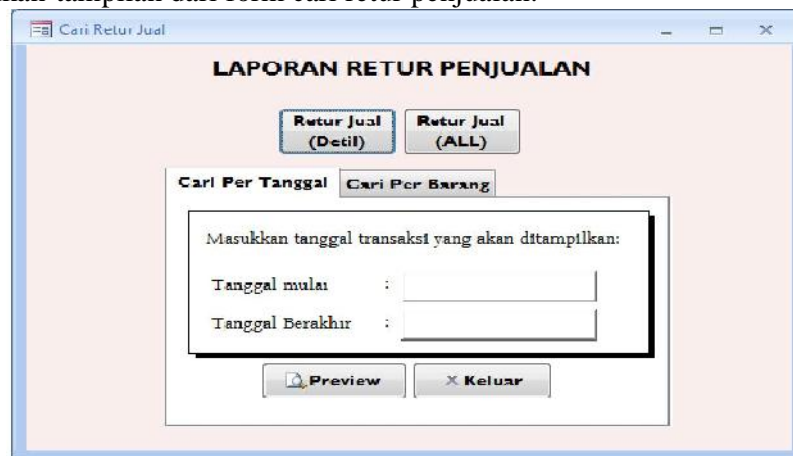 Cari Retur Jual
LAPORAN RETUR PENJUALAN
Retur Jual (Detil)
Retur Jual (ALL)
Cari Per Tanggal
Cari Per Barang
Masukkan tanggal transaksi yang akan ditampilkan:
Tanggal mulai :
Tanggal Berakhir :
Preview
Keluar